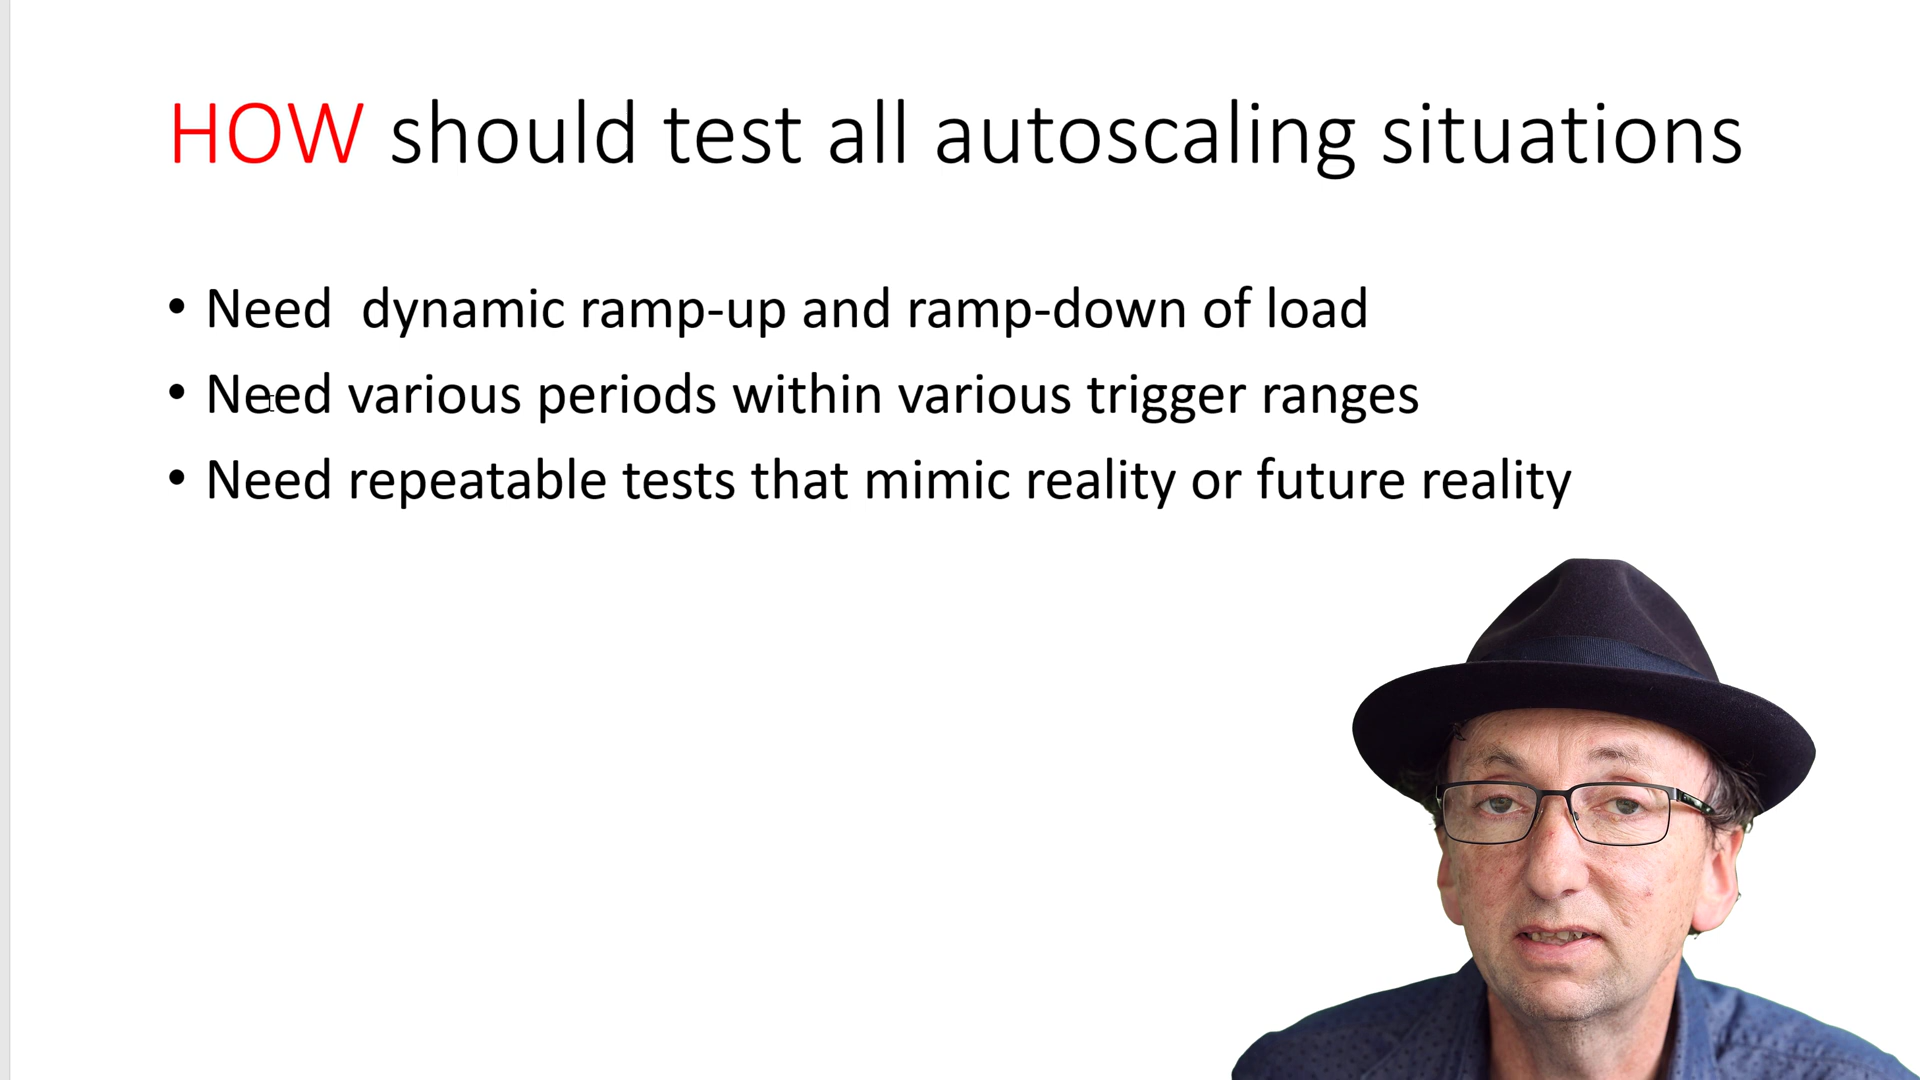 HOW should test all autoscaling situations
• Need  dynamic ramp-up and ramp-down of load
• Need various periods within various trigger ranges
• Need repeatable tests that mimic reality or future reality